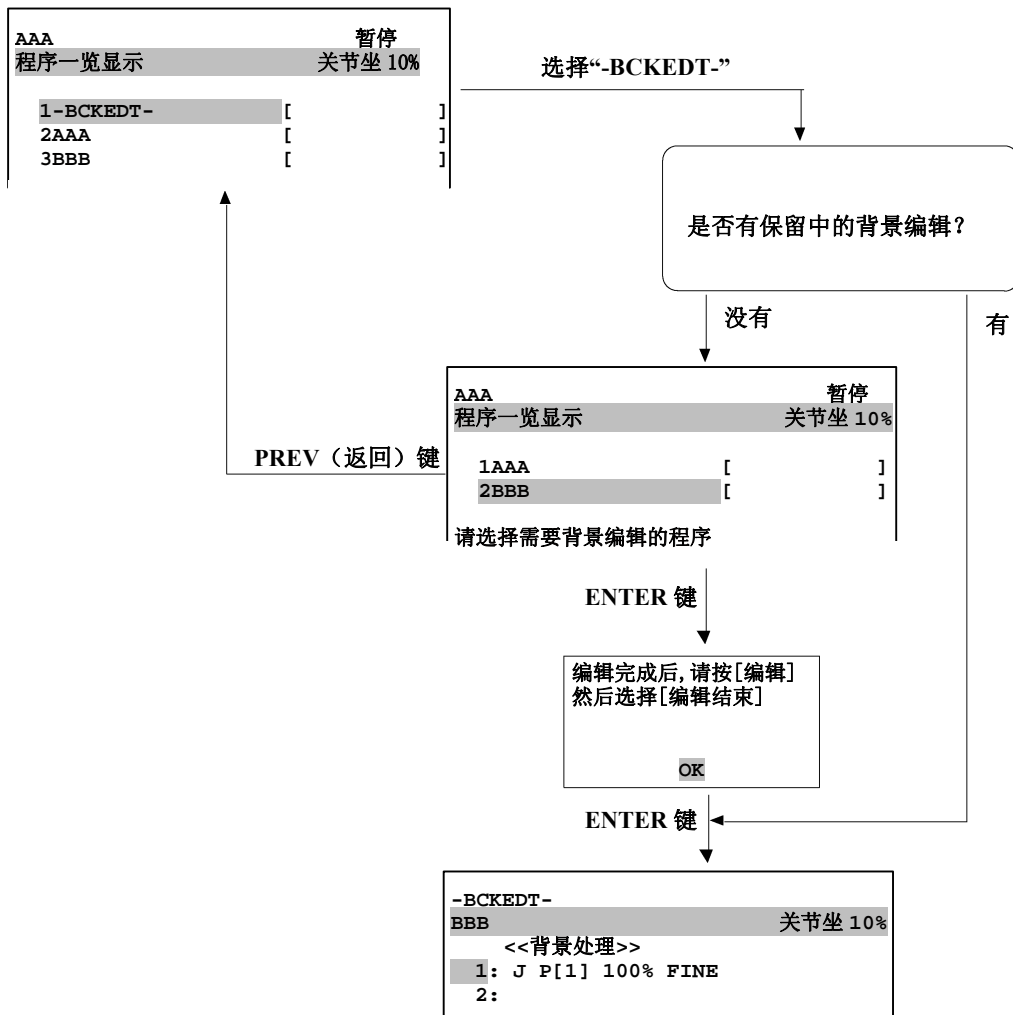 AAA 暂停
程序一览显示 关节坐 10%
1-BCKEDT- [ ]
2AAA [ ]
3BBB [ ]
选择“-BCKEDT-”
是否有保留中的背景编辑？
没有
有
AAA 暂停
程序一览显示 关节坐 10%
1AAA [ ]
2BBB [ ]
请选择需要背景编辑的程序
PREV（返回）键
ENTER 键
编辑完成后,请按[编辑]
然后选择[编辑结束]
OK
ENTER 键
-BCKEDT-
BBB 关节坐 10%
<<背景处理>>
1: J P[1] 100% FINE
2: